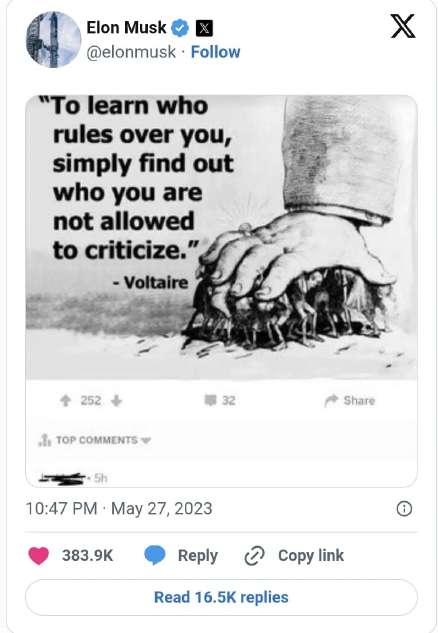 Elon Musk
@elonmusk · Follow
"To learn who
rules over you,
simply find out
who you are
not allowed
to criticize."
- Voltaire
252
32
Share
TOP COMMENTS
· 5h
10:47 PM · May 27, 2023
383.9K
Reply
Copy link
Read 16.5K replies